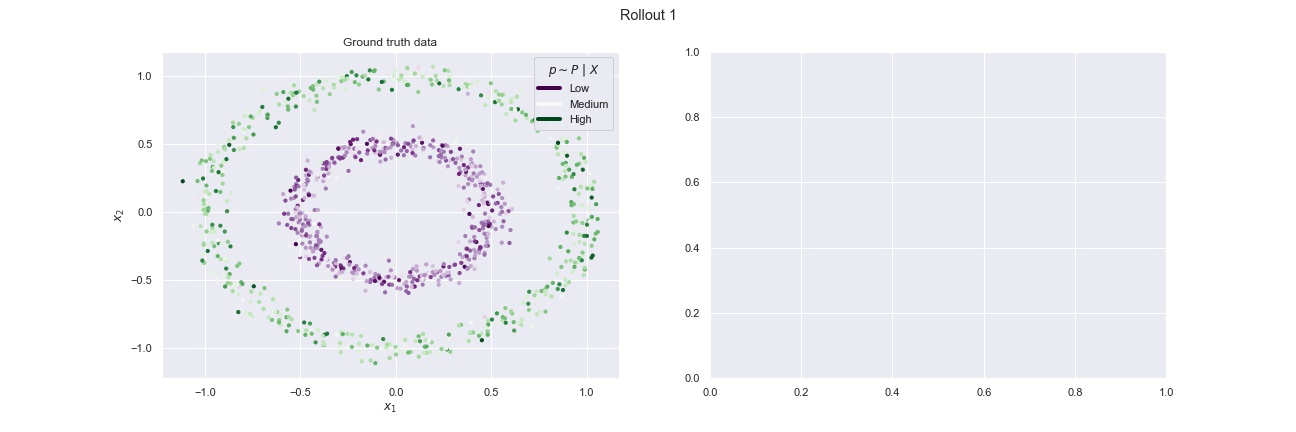 Rollout 1
Ground truth data
p ~ P | X
Low
Medium
High
1.0
0.5
0.0
−0.5
−1.0
x₂
−1.0 −0.5 0.0 0.5 1.0
x₁
1.0
0.8
0.6
0.4
0.2
0.0
0.0 0.2 0.4 0.6 0.8 1.0